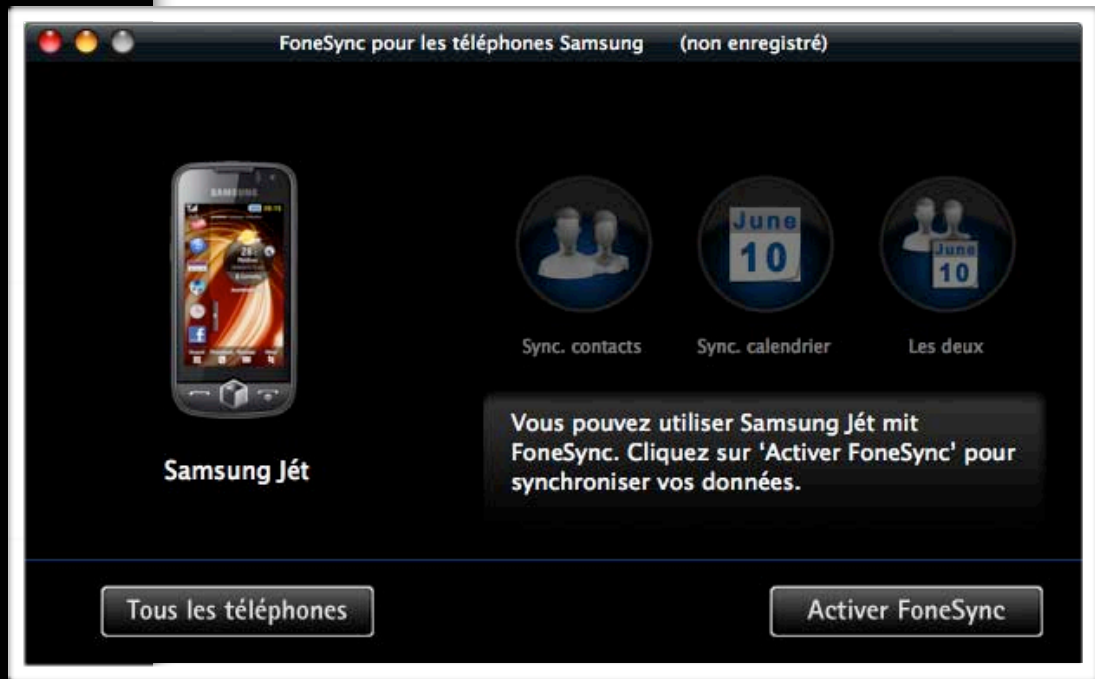 FoneSync pour les téléphones Samsung (non enregistré)
SAMSUNG
June
10
June
10
Sync. contacts
Sync. calendrier
Les deux
Vous pouvez utiliser Samsung Jét mit
FoneSync. Cliquez sur 'Activer FoneSync' pour
synchroniser vos données.
Samsung Jét
Tous les téléphones
Activer FoneSync